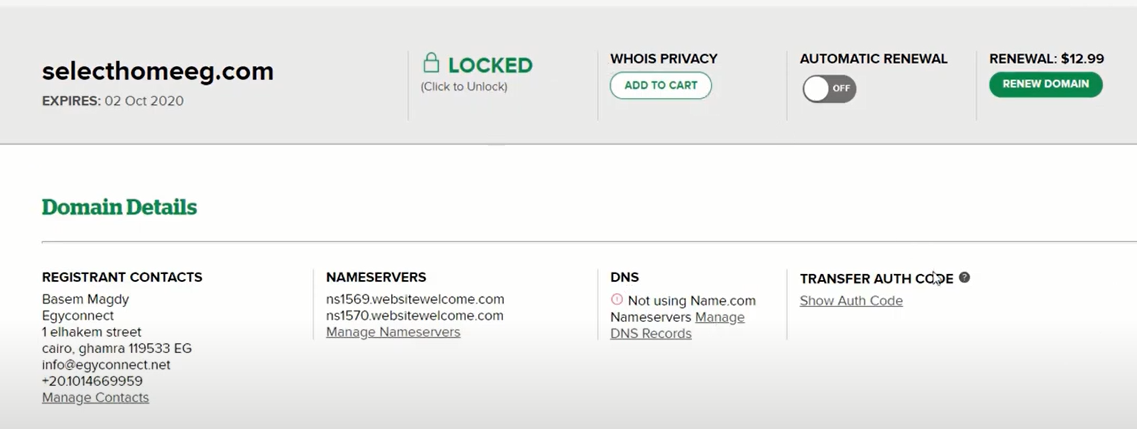 selecthomeeg.com
EXPIRES: 02 Oct 2020
LOCKED
(Click to Unlock)
WHOIS PRIVACY
ADD TO CART
AUTOMATIC RENEWAL
OFF
RENEWAL: $12.99
RENEW DOMAIN
Domain Details
REGISTRANT CONTACTS
Basem Magdy
Egyconnect
1 elhakem street
cairo, ghamra 119533 EG
info@egyconnect.net
+20.1014669959
Manage Contacts
NAMESERVERS
ns1569.websitewelcome.com
ns1570.websitewelcome.com
Manage Nameservers
DNS
Not using Name.com
Nameservers Manage
DNS Records
TRANSFER AUTH CODE ?
Show Auth Code